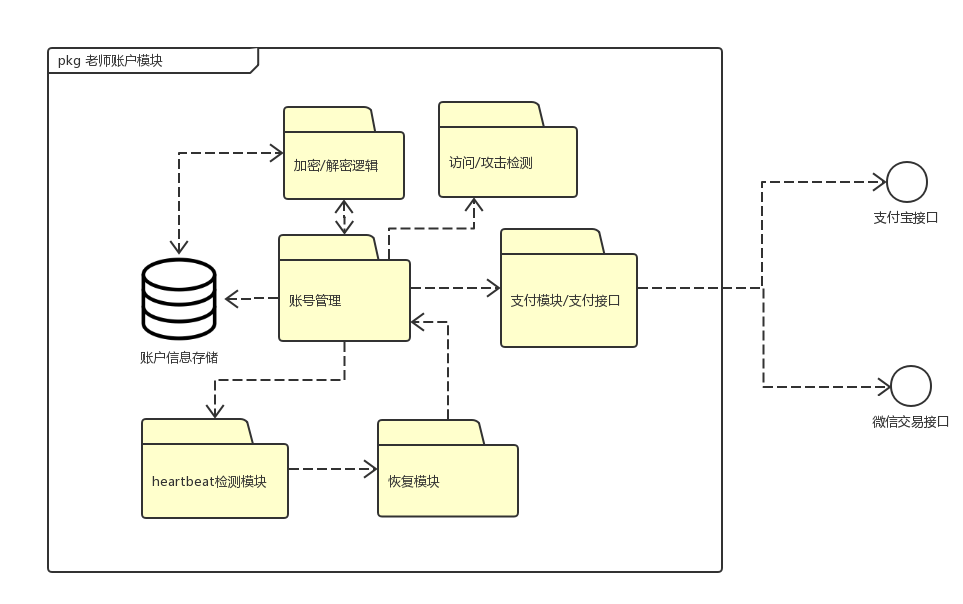 pkg 老师账户模块
加密/解密逻辑
访问/攻击检测
支付宝接口
账号管理
支付模块/支付接口
账户信息存储
微信交易接口
heartbeat检测模块
恢复模块